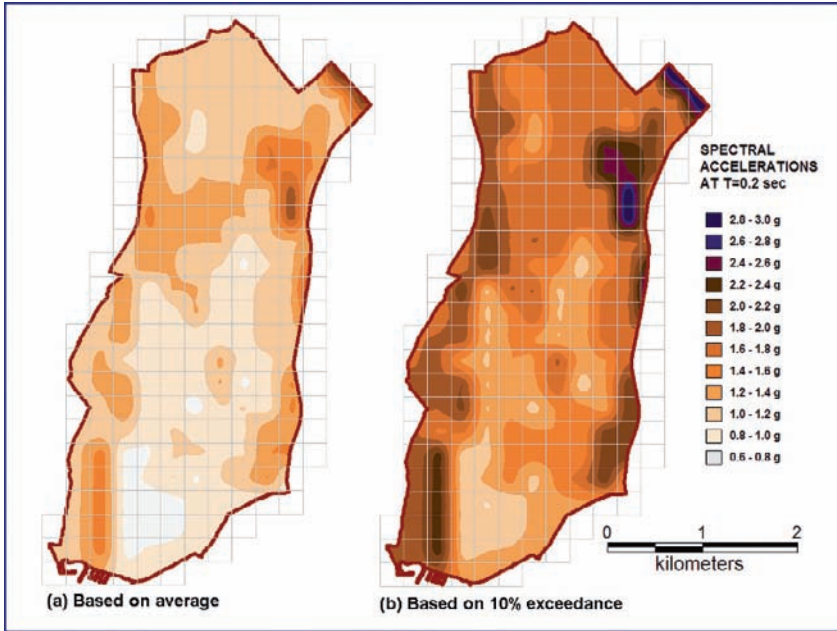 SPECTRAL
ACCELERATIONS
AT T=0.2 sec
2.8 - 3.0 g
2.6 - 2.8 g
2.4 - 2.6 g
2.2 - 2.4 g
2.0 - 2.2 g
1.8 - 2.0 g
1.6 - 1.8 g
1.4 - 1.6 g
1.2 - 1.4 g
1.0 - 1.2 g
0.8 - 1.0 g
0.6 - 0.8 g
0 1 2
kilometers
(a) Based on average
(b) Based on 10% exceedance